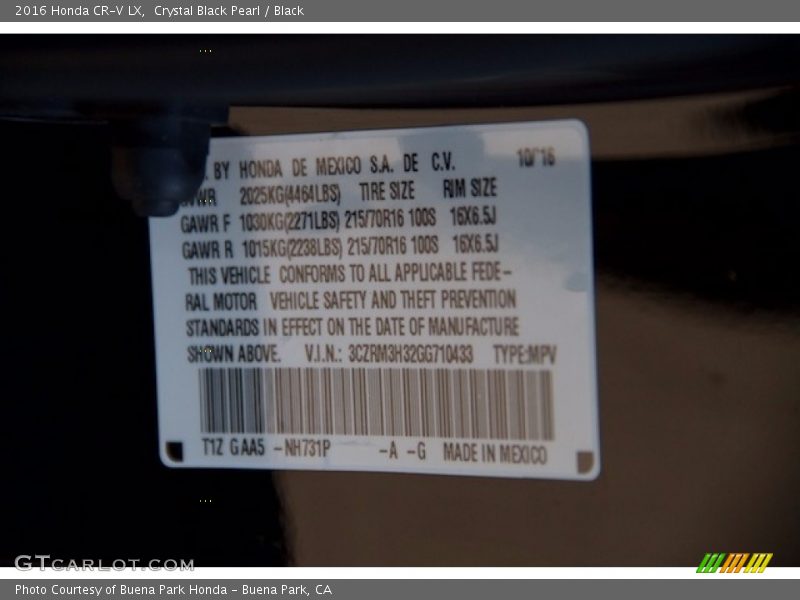 2016 Honda CR-V LX, Crystal Black Pearl / Black
BY HONDA DE MEXICO S.A. DE C.V. 10/16
GVWR 2025KG(4464LBS) TIRE SIZE RIM SIZE
GAWR F 1030KG(2271LBS) 215/70R16 100S 16X6.5J
GAWR R 1015KG(2238LBS) 215/70R16 100S 16X6.5J
THIS VEHICLE CONFORMS TO ALL APPLICABLE FEDE-
RAL MOTOR VEHICLE SAFETY AND THEFT PREVENTION
STANDARDS IN EFFECT ON THE DATE OF MANUFACTURE
SHOWN ABOVE. V.I.N.: 3CZRM3H32GG710433 TYPE:MPV
T1Z GAA5 -NH731P -A -G MADE IN MEXICO
GTcarlot.com
Photo Courtesy of Buena Park Honda - Buena Park, CA